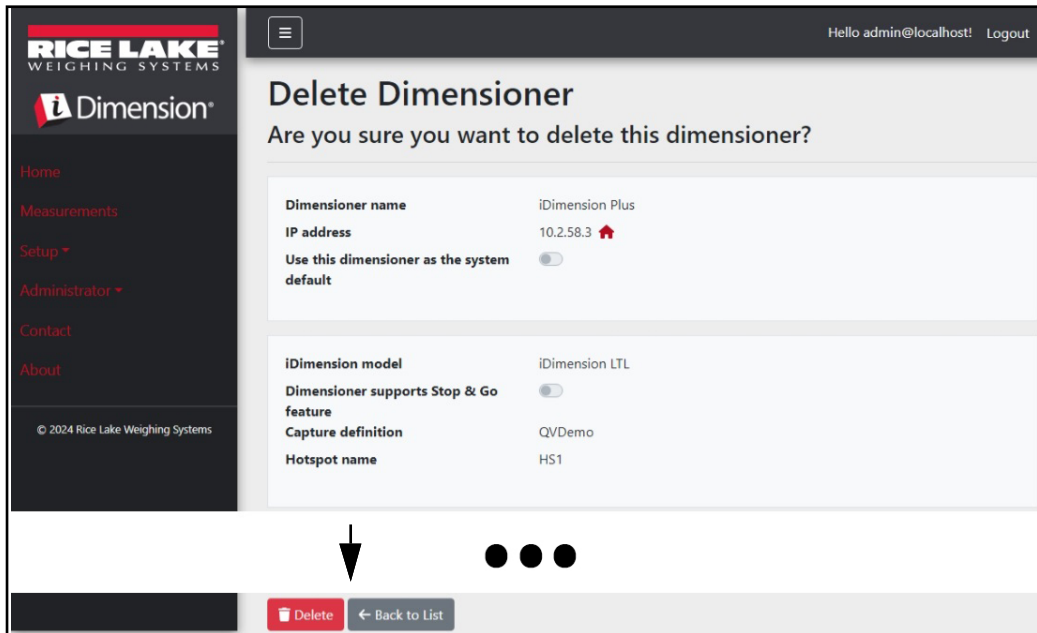 RICE LAKE®
WEIGHING SYSTEMS
i Dimension®
Home
Measurements
Setup
Administrator
Contact
About
© 2024 Rice Lake Weighing Systems
Hello admin@localhost! Logout
Delete Dimensioner
Are you sure you want to delete this dimensioner?
Dimensioner name iDimension Plus
IP address 10.2.58.3
Use this dimensioner as the system
default
iDimension model iDimension LTL
Dimensioner supports Stop & Go
feature
Capture definition QVDemo
Hotspot name HS1
Delete Back to List